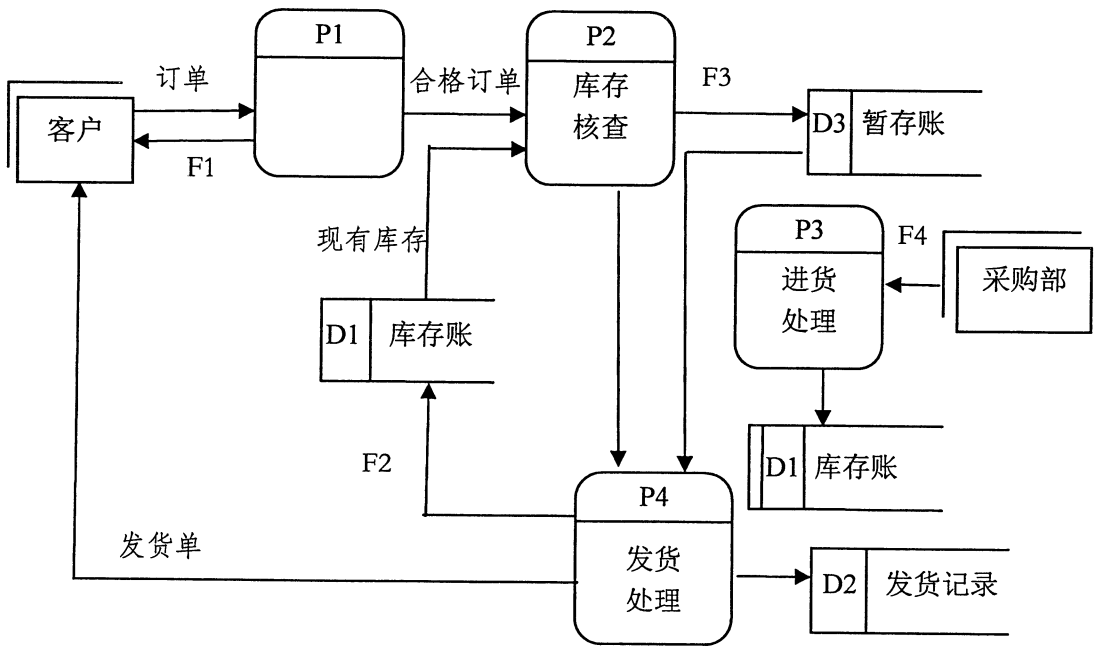 P1
P2
订单
合格订单
库存
核查
F3
客户
D3 暂存账
F1
P3
F4
现有库存
进货
处理
采购部
D1 库存账
F2
D1 库存账
P4
发货单
发货
处理
D2 发货记录